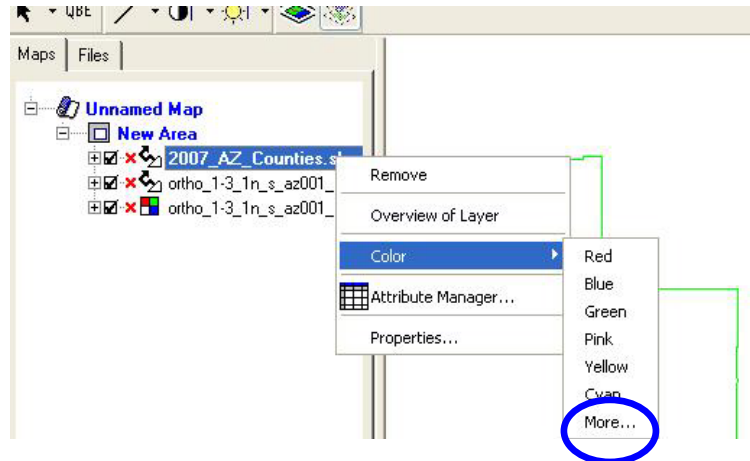 QBE
Maps Files
Unnamed Map
New Area
2007_AZ_Counties.s
ortho_1-3_1n_s_az001_
ortho_1-3_1n_s_az001_
Remove
Overview of Layer
Color
Attribute Manager...
Properties...
Red
Blue
Green
Pink
Yellow
Cyan
More...